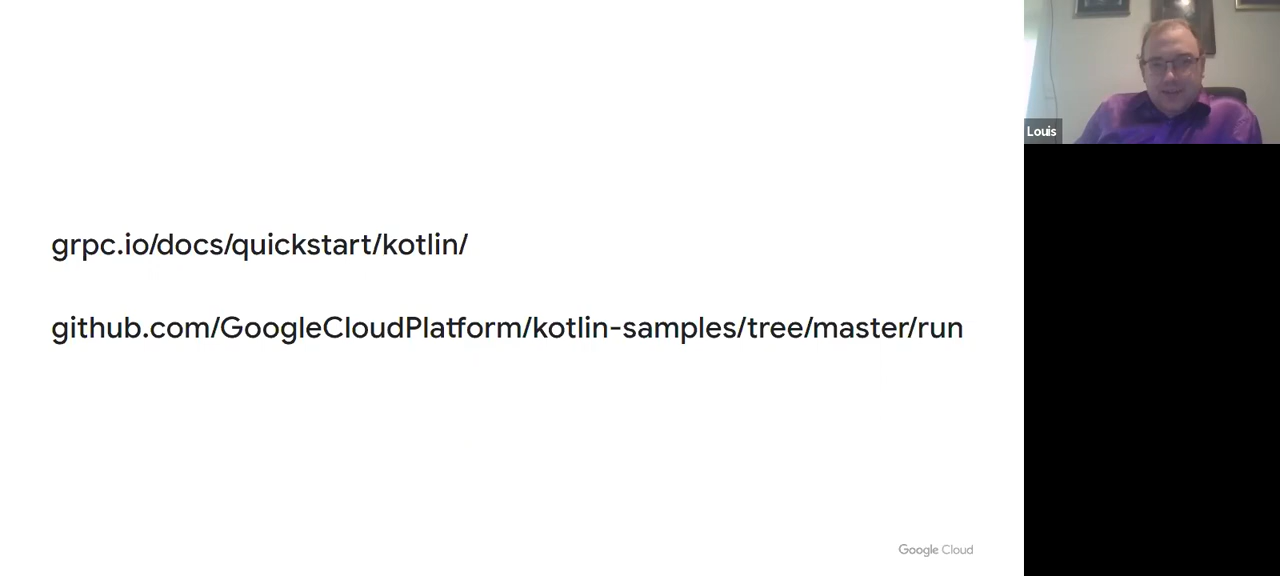 grpc.io/docs/quickstart/kotlin/
github.com/GoogleCloudPlatform/kotlin-samples/tree/master/run
Google Cloud
Louis